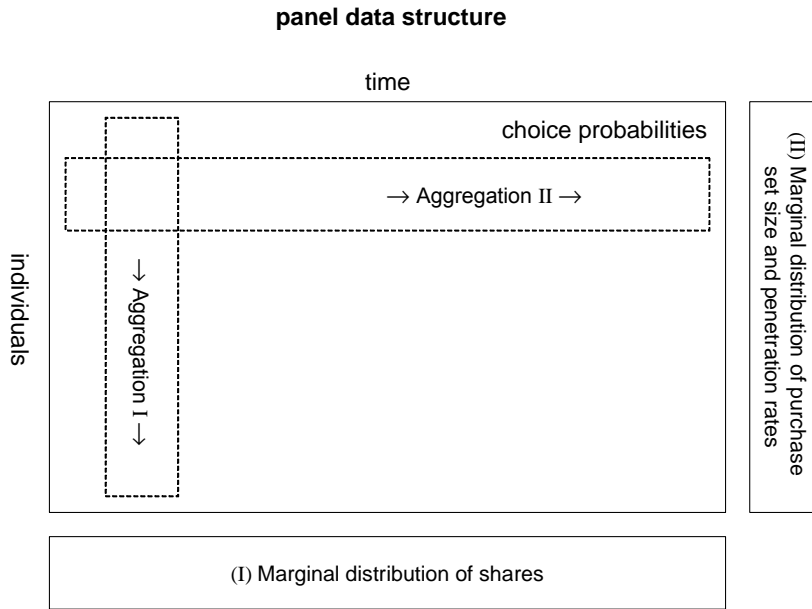 panel data structure
time
choice probabilities
→ Aggregation II →
→ Aggregation I →
individuals
(II) Marginal distribution of purchase
set size and penetration rates
(I) Marginal distribution of shares